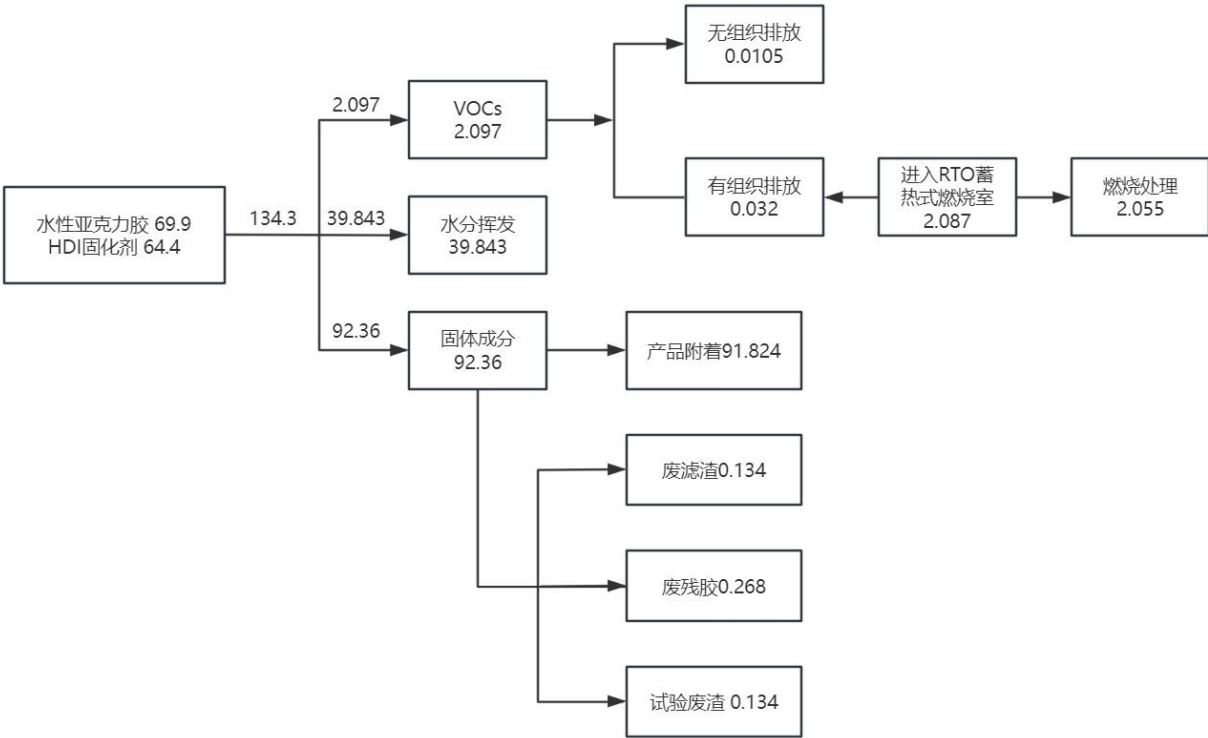 无组织排放
0.0105
2.097
VOCs
2.097
有组织排放
0.032
进入RTO蓄
热式燃烧室
2.087
燃烧处理
2.055
水性亚克力胶 69.9
HDI固化剂 64.4
134.3
39.843
水分挥发
39.843
92.36
固体成分
92.36
产品附着91.824
废滤渣0.134
废残胶0.268
试验废渣 0.134